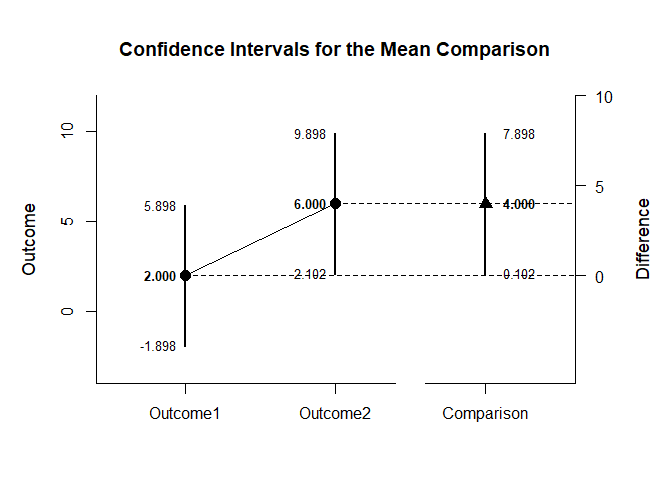 Confidence Intervals for the Mean Comparison
10
5
0
Outcome
5.898
2.000
-1.898
9.898
6.000
2.102
7.898
4.000
0.102
10
5
0
Difference
Outcome1
Outcome2
Comparison